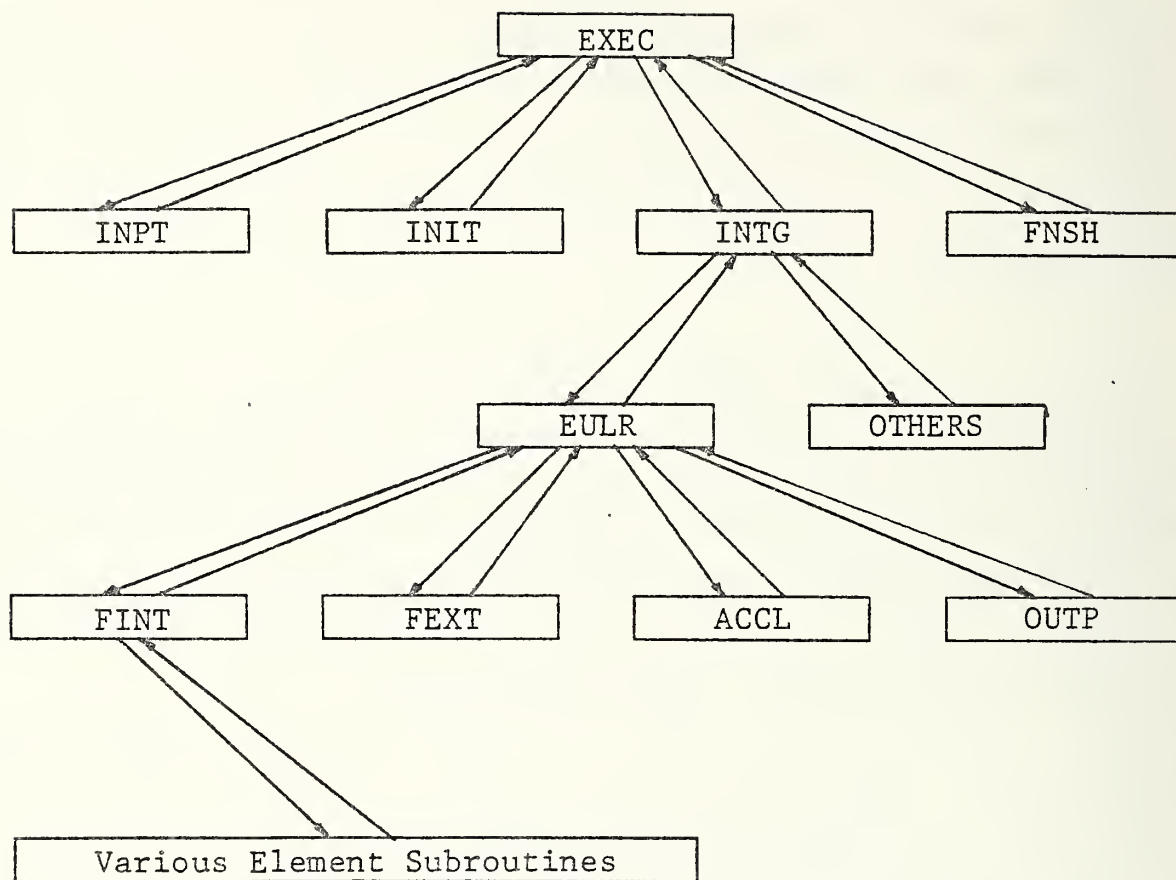 EXEC
INPT
INIT
INTG
FNSH
EULR
OTHERS
FINT
FEXT
ACCL
OUTP
Various Element Subroutines